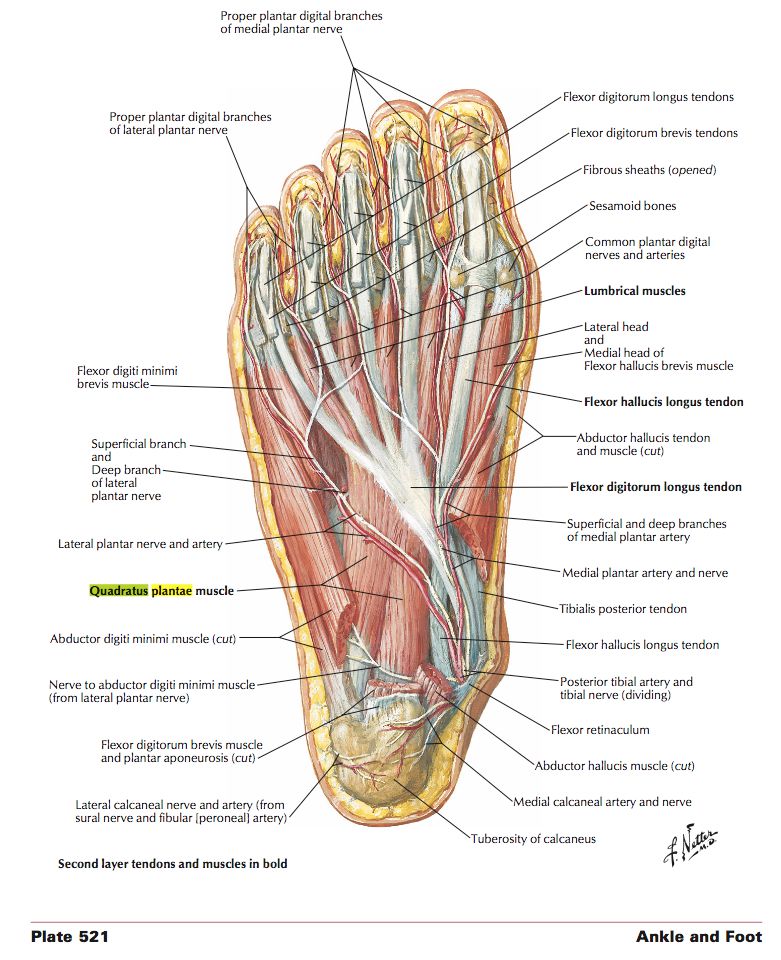 Proper plantar digital branches
of medial plantar nerve
Proper plantar digital branches
of lateral plantar nerve
Flexor digitorum longus tendons
Flexor digitorum brevis tendons
Fibrous sheaths (opened)
Sesamoid bones
Common plantar digital
nerves and arteries
Lumbrical muscles
Lateral head
and
Medial head of
Flexor hallucis brevis muscle
Flexor digiti minimi
brevis muscle
Flexor hallucis longus tendon
Abductor hallucis tendon
and muscle (cut)
Superficial branch
and
Deep branch
of lateral
plantar nerve
Flexor digitorum longus tendon
Superficial and deep branches
of medial plantar artery
Lateral plantar nerve and artery
Medial plantar artery and nerve
Quadratus plantae muscle
Tibialis posterior tendon
Abductor digiti minimi muscle (cut)
Flexor hallucis longus tendon
Nerve to abductor digiti minimi muscle
(from lateral plantar nerve)
Posterior tibial artery and
tibial nerve (dividing)
Flexor retinaculum
Flexor digitorum brevis muscle
and plantar aponeurosis (cut)
Abductor hallucis muscle (cut)
Lateral calcaneal nerve and artery (from
sural nerve and fibular [peroneal] artery)
Medial calcaneal artery and nerve
Tuberosity of calcaneus
f. Netter
M.D.
Second layer tendons and muscles in bold
Plate 521
Ankle and Foot